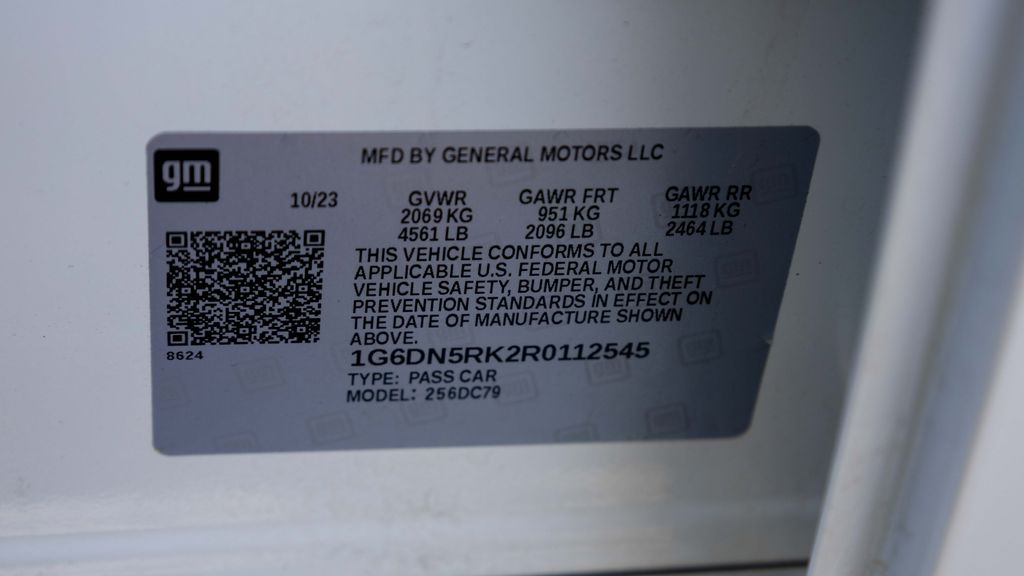 gm
MFD BY GENERAL MOTORS LLC
10/23 GVWR GAWR FRT GAWR RR
2069 KG 951 KG 1118 KG
4561 LB 2096 LB 2464 LB
THIS VEHICLE CONFORMS TO ALL
APPLICABLE U.S. FEDERAL MOTOR
VEHICLE SAFETY, BUMPER, AND THEFT
PREVENTION STANDARDS IN EFFECT ON
THE DATE OF MANUFACTURE SHOWN
ABOVE.
8624
1G6DN5RK2R0112545
TYPE: PASS CAR
MODEL: 256DC79